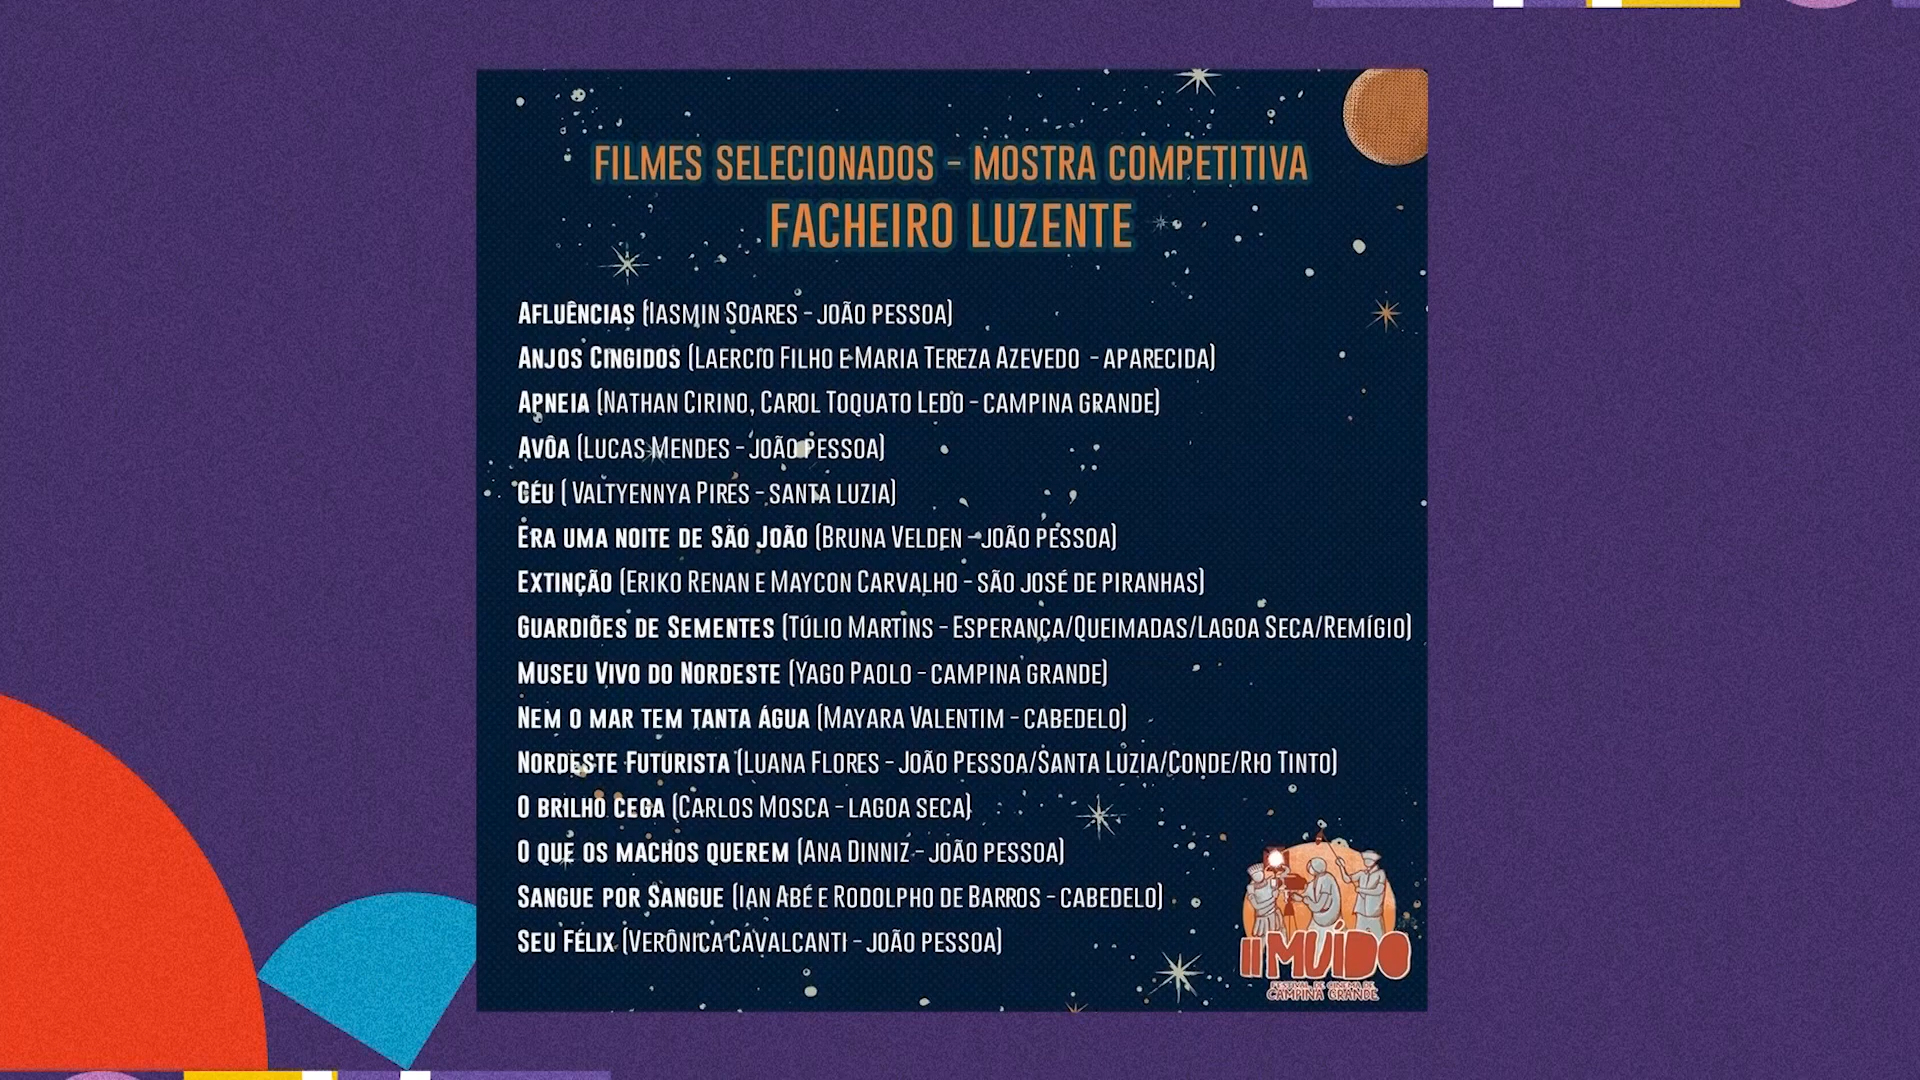 FILMES SELECIONADOS - MOSTRA COMPETITIVA
FACHEIRO LUZENTE
AFLUÊNCIAS (IASMIN SOARES - JOÃO PESSOA)
ANJOS CINGIDOS (LAERCIO FILHO E MARIA TEREZA AZEVEDO - APARECIDA)
APNEIA (NATHAN CIRINO, CAROL TOQUATO LEDO - CAMPINA GRANDE)
AVÔA (LUCAS MENDES - JOÃO PESSOA)
CÉU ( VALTYENNYA PIRES - SANTA LUZIA)
ERA UMA NOITE DE SÃO JOÃO (BRUNA VELDEN - JOÃO PESSOA)
EXTINÇÃO (ERIKO RENAN E MAYCON CARVALHO - SÃO JOSÉ DE PIRANHAS)
GUARDIÕES DE SEMENTES (TÚLIO MARTINS - ESPERANÇA/QUEIMADAS/LAGOA SECA/REMÍGIO)
MUSEU VIVO DO NORDESTE (YAGO PAOLO - CAMPINA GRANDE)
NEM O MAR TEM TANTA ÁGUA (MAYARA VALENTIM - CABEDELO)
NORDESTE FUTURISTA (LUANA FLORES - JOÃO PESSOA/SANTA LUZIA/CONDE/RIO TINTO)
O BRILHO CEGA (CARLOS MOSCA - LAGOA SECA)
O QUE OS MACHOS QUEREM (ANA DINNIZ - JOÃO PESSOA)
SANGUE POR SANGUE (IAN ABÉ E RODOLPHO DE BARROS - CABEDELO)
SEU FÉLIX (VERÔNICA CAVALCANTI - JOÃO PESSOA)
II MUÍDO
FESTIVAL DE CINEMA DE
CAMPINA GRANDE